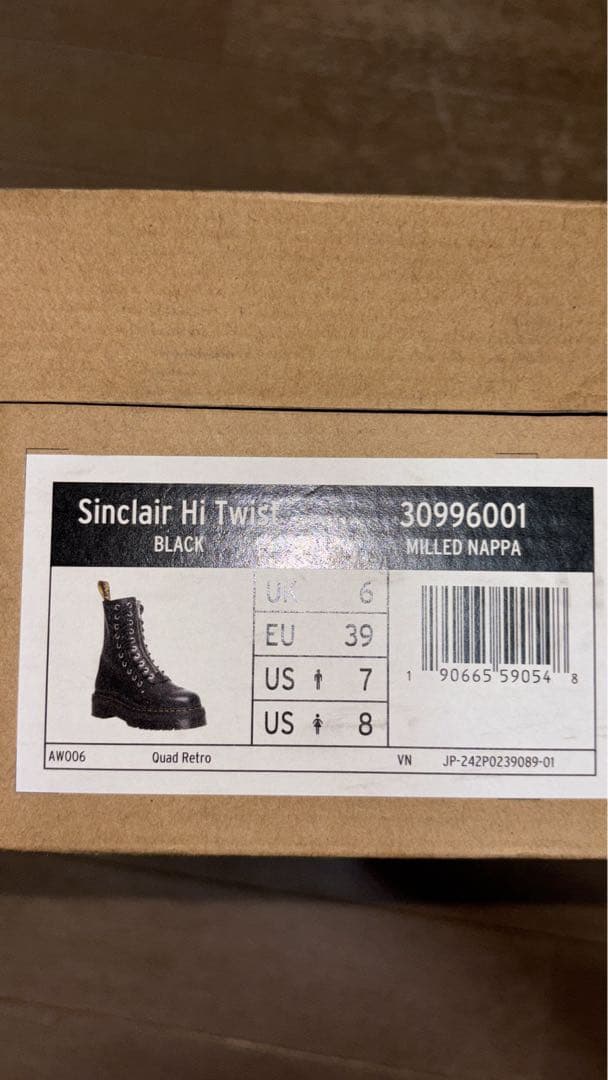 Sinclair Hi Twist
BLACK
30996001
MILLED NAPPA
UK 6
EU 39
US 7
US 8
1 90665 59054 8
AW006 Quad Retro VN JP-242P0239089-01